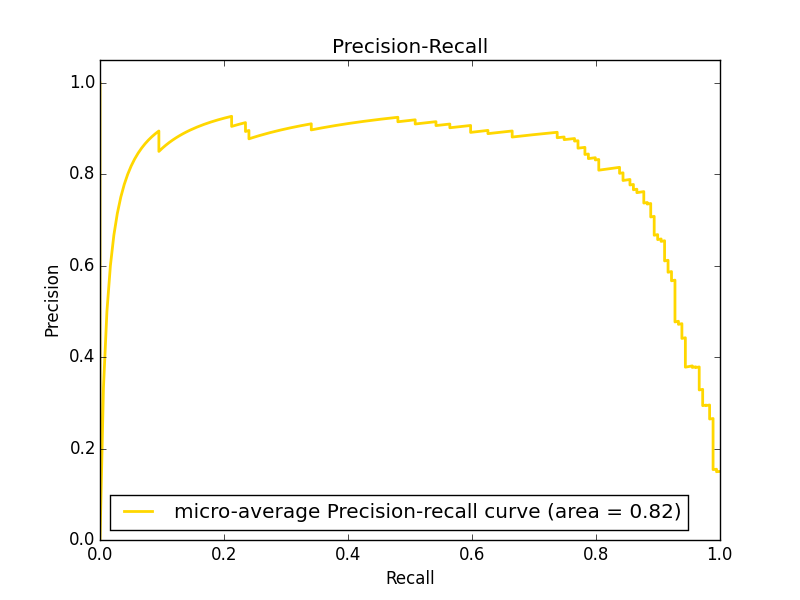 Precision-Recall
1.0
0.8
0.6
0.4
0.2
0.0
Precision
micro-average Precision-recall curve (area = 0.82)
0.0 0.2 0.4 0.6 0.8 1.0
Recall